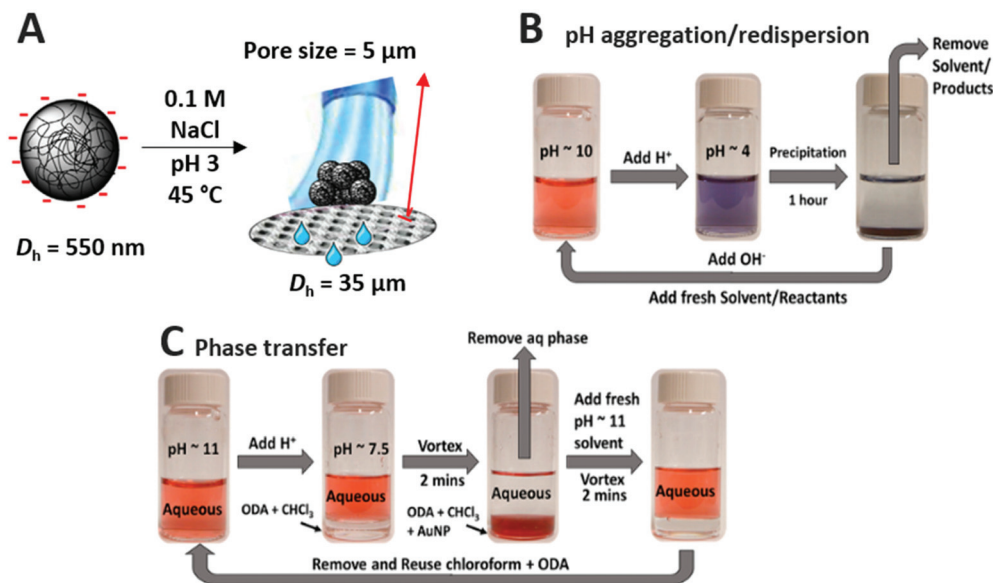 A
Pore size = 5 µm
0.1 M
NaCl
pH 3
45 °C
Dh = 550 nm
Dh = 35 µm
B pH aggregation/redispersion
Remove
Solvent/
Products
pH ~ 10
Add H⁺
pH ~ 4
Precipitation
1 hour
Add OH⁻
Add fresh Solvent/Reactants
C Phase transfer
Remove aq phase
pH ~ 11
Aqueous
Add H⁺
pH ~ 7.5
Aqueous
ODA + CHCl₃
Vortex
2 mins
Aqueous
ODA + CHCl₃
+ AuNP
Add fresh
pH ~ 11
solvent
Vortex
2 mins
Aqueous
Remove and Reuse chloroform + ODA